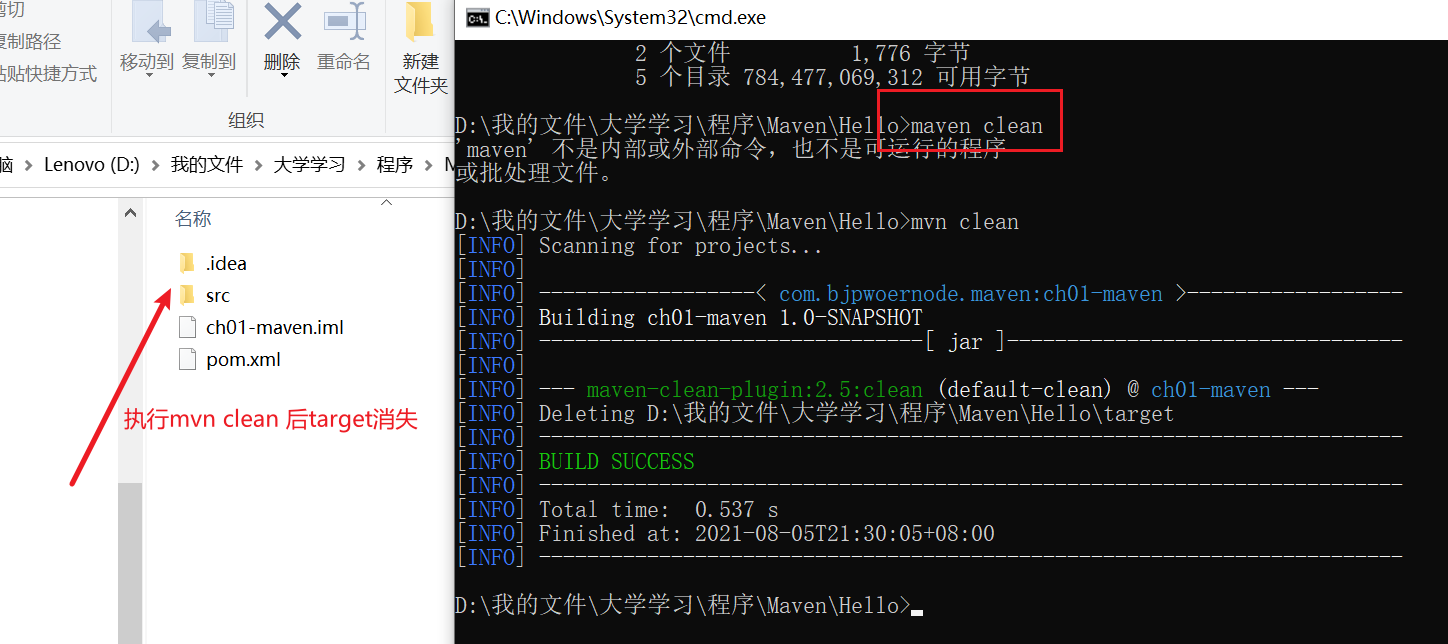 剪切
复制路径
粘贴快捷方式
移动到 复制到 删除 重命名 新建
文件夹
组织
脑 > Lenovo (D:) > 我的文件 > 大学学习 > 程序 > M
名称
.idea
src
ch01-maven.iml
pom.xml
执行mvn clean 后target消失
C:\Windows\System32\cmd.exe
2 个文件 1,776 字节
5 个目录 784,477,069,312 可用字节
D:\我的文件\大学学习\程序\Maven\Hello>maven clean
'maven' 不是内部或外部命令，也不是可运行的程序
或批处理文件。
D:\我的文件\大学学习\程序\Maven\Hello>mvn clean
[INFO] Scanning for projects...
[INFO]
[INFO] ------------------< com.bjpwoernode.maven:ch01-maven >------------------
[INFO] Building ch01-maven 1.0-SNAPSHOT
[INFO] --------------------------------[ jar ]---------------------------------
[INFO]
[INFO] --- maven-clean-plugin:2.5:clean (default-clean) @ ch01-maven ---
[INFO] Deleting D:\我的文件\大学学习\程序\Maven\Hello\target
[INFO] ------------------------------------------------------------------------
[INFO] BUILD SUCCESS
[INFO] ------------------------------------------------------------------------
[INFO] Total time:  0.537 s
[INFO] Finished at: 2021-08-05T21:30:05+08:00
[INFO] ------------------------------------------------------------------------
D:\我的文件\大学学习\程序\Maven\Hello>